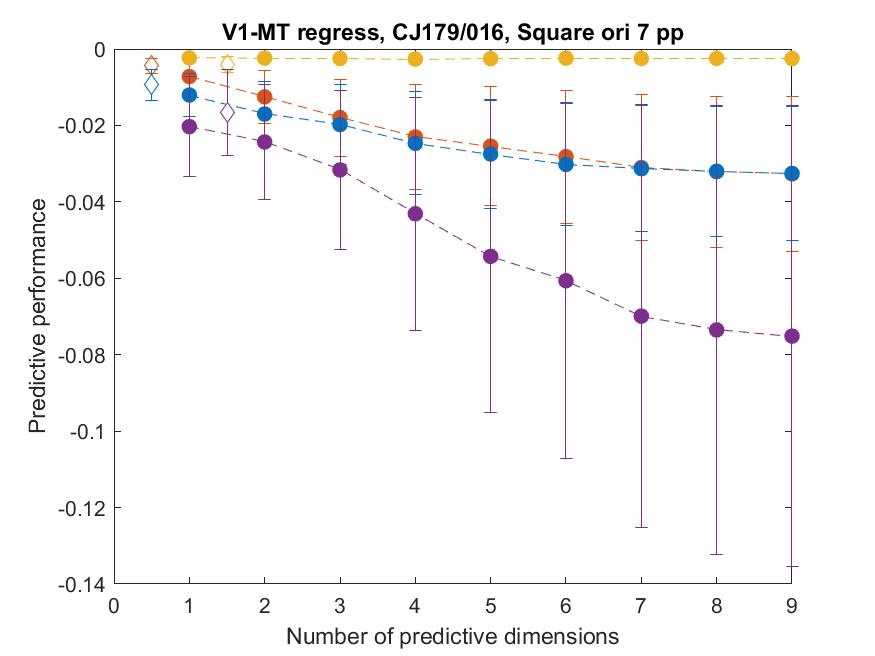 V1-MT regress, CJ179/016, Square ori 7 pp
0
-0.02
-0.04
-0.06
-0.08
-0.1
-0.12
-0.14
Predictive performance
0 1 2 3 4 5 6 7 8 9
Number of predictive dimensions